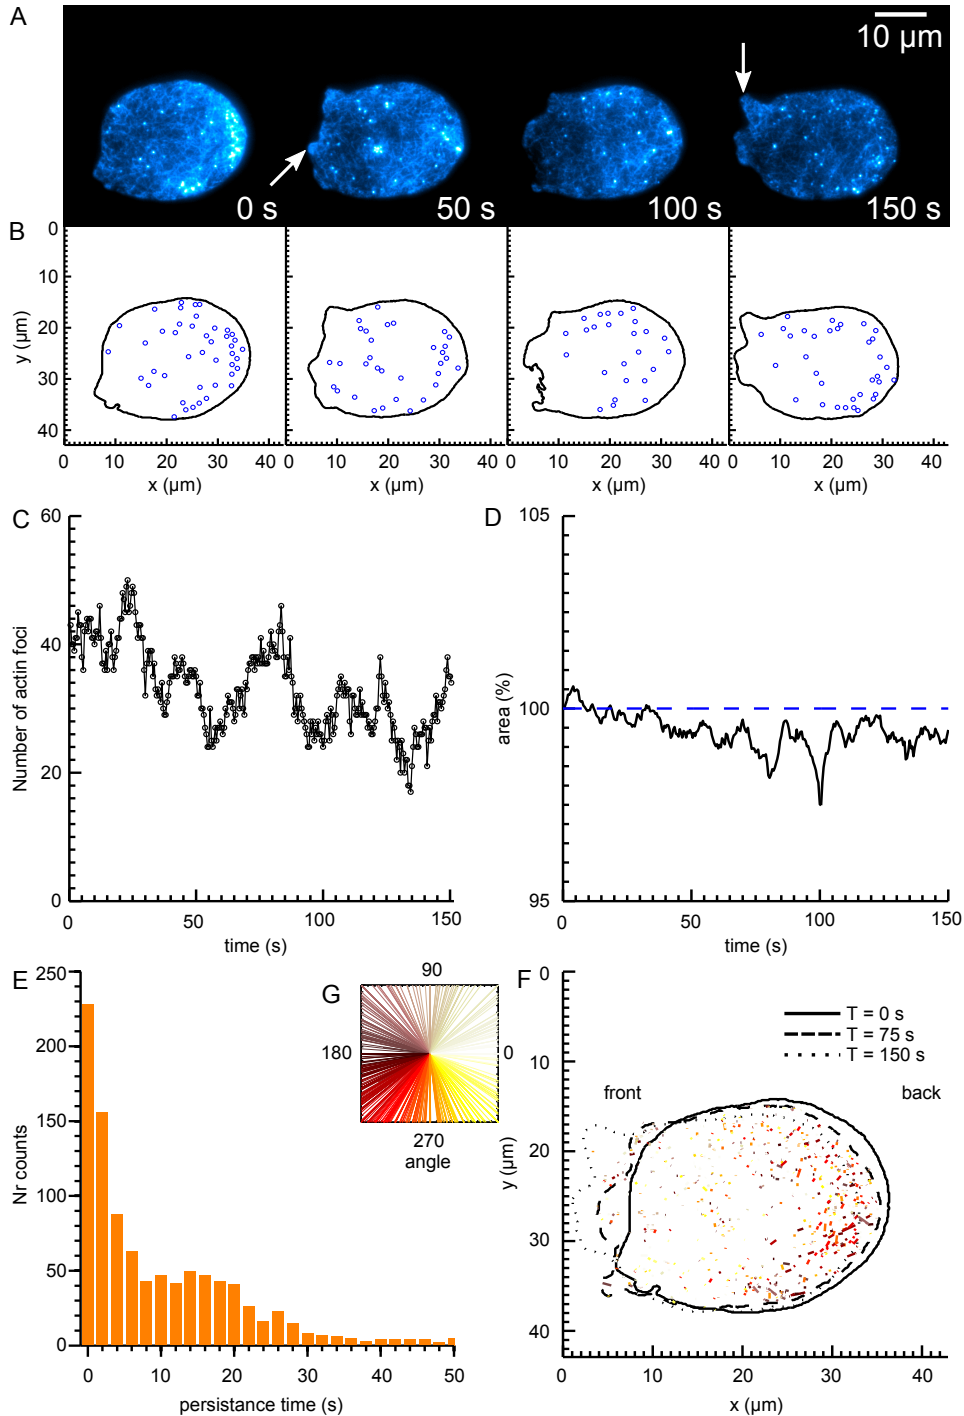 A
10 µm
0 s
50 s
100 s
150 s
B
0
10
20
30
40
y (µm)
0 10 20 30 40
0 10 20 30 40
0 10 20 30 40
0 10 20 30 40
x (µm)
x (µm)
x (µm)
x (µm)
C
60
40
20
0
Number of actin foci
0 50 100 150
time (s)
D
105
100
95
area (%)
0 50 100 150
time (s)
E
250
200
150
100
50
0
Nr counts
0 10 20 30 40 50
persistance time (s)
G
90
180
0
270
angle
F
0
10
20
30
40
y (µm)
T = 0 s
T = 75 s
T = 150 s
front
back
0 10 20 30 40
x (µm)